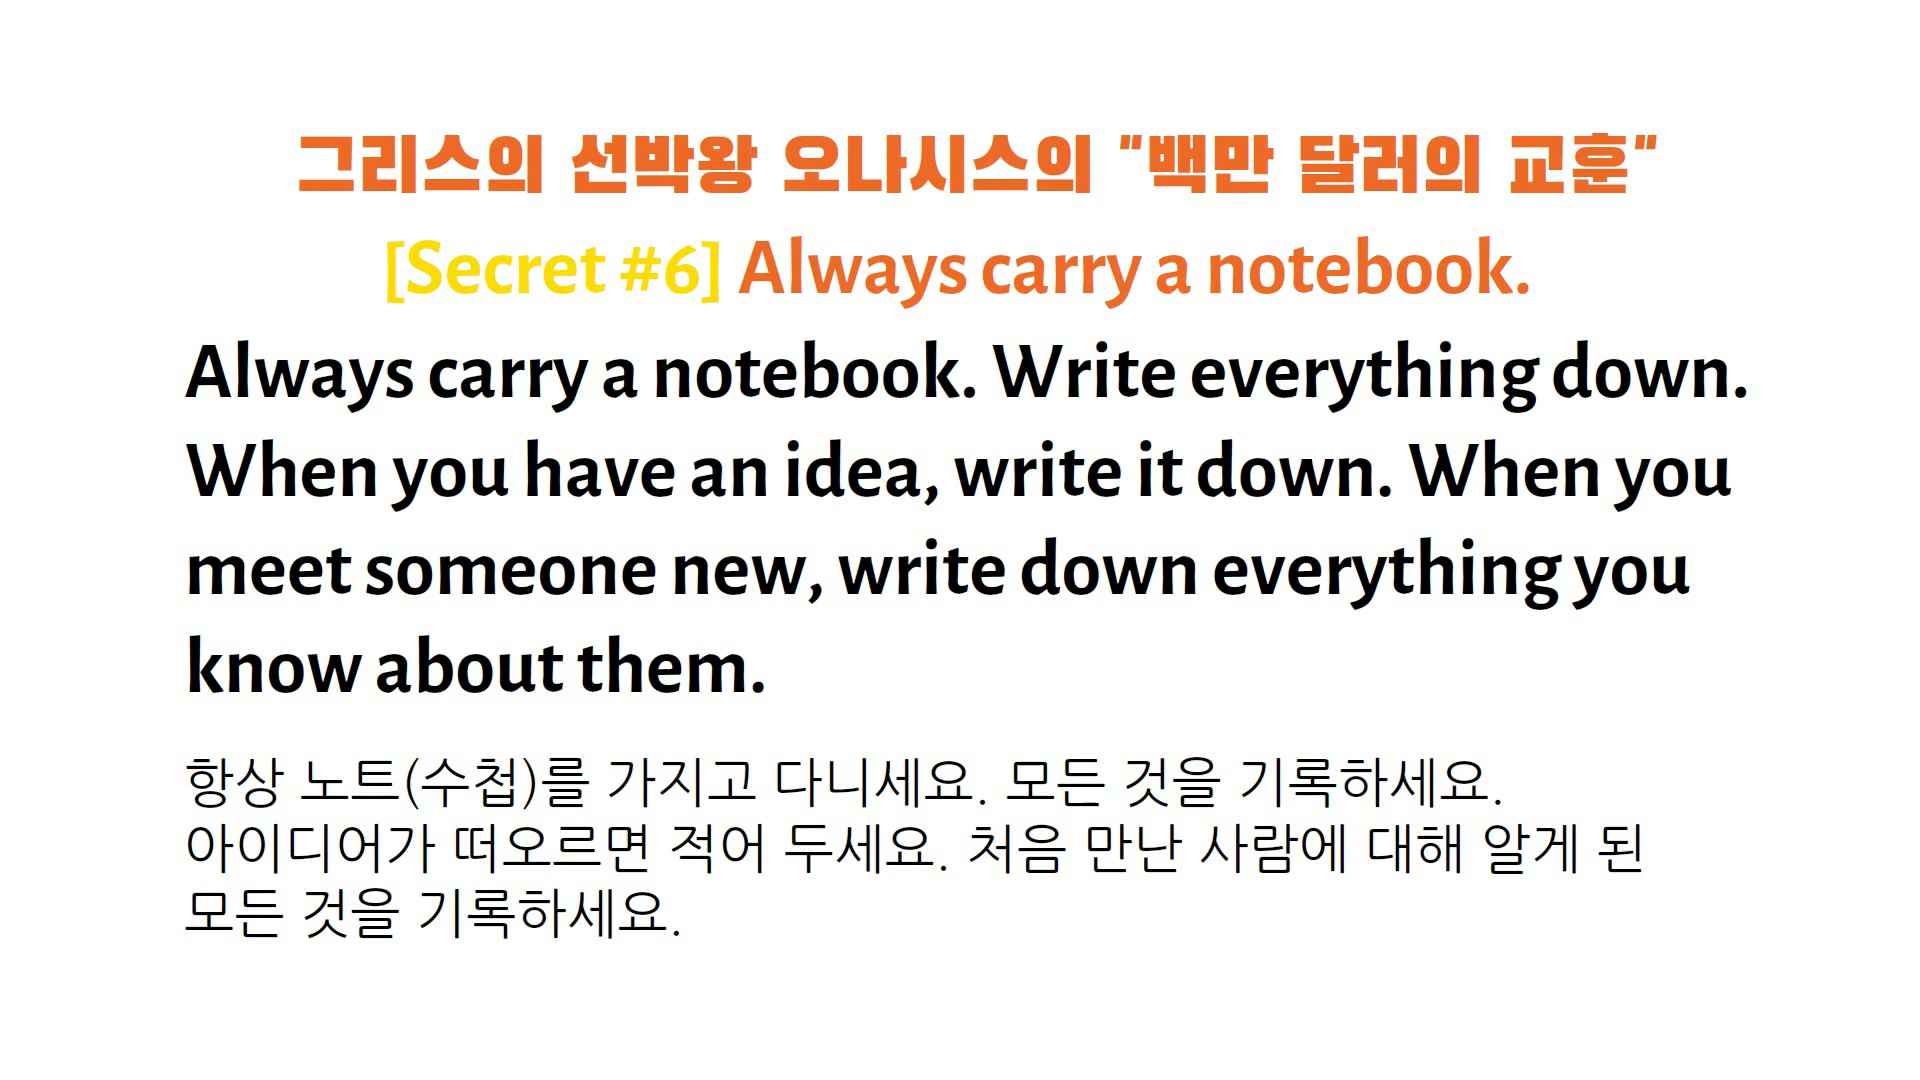 그리스의 선박왕 오나시스의 "백만 달러의 교훈"
[Secret #6] Always carry a notebook.
Always carry a notebook. Write everything down.
When you have an idea, write it down. When you
meet someone new, write down everything you
know about them.
항상 노트(수첩)를 가지고 다니세요. 모든 것을 기록하세요.
아이디어가 떠오르면 적어 두세요. 처음 만난 사람에 대해 알게 된
모든 것을 기록하세요.